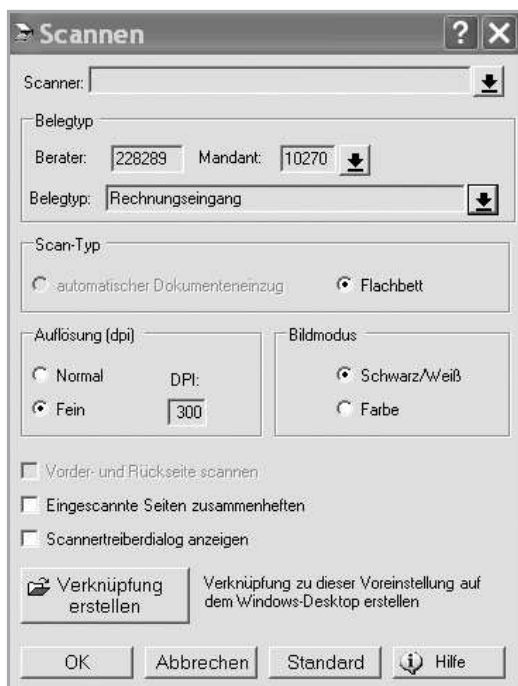 Scannen
Scanner:
Belegtyp
Berater: 228289 Mandant: 10270
Belegtyp: Rechnungseingang
Scan-Typ
automatischer Dokumenteneinzug Flachbett
Auflösung (dpi) Bildmodus
Normal DPI: Schwarz/Weiß
Fein 300 Farbe
Vorder- und Rückseite scannen
Eingescannte Seiten zusammenheften
Scannertreiberdialog anzeigen
Verknüpfung erstellen Verknüpfung zu dieser Voreinstellung auf
dem Windows-Desktop erstellen
OK Abbrechen Standard Hilfe